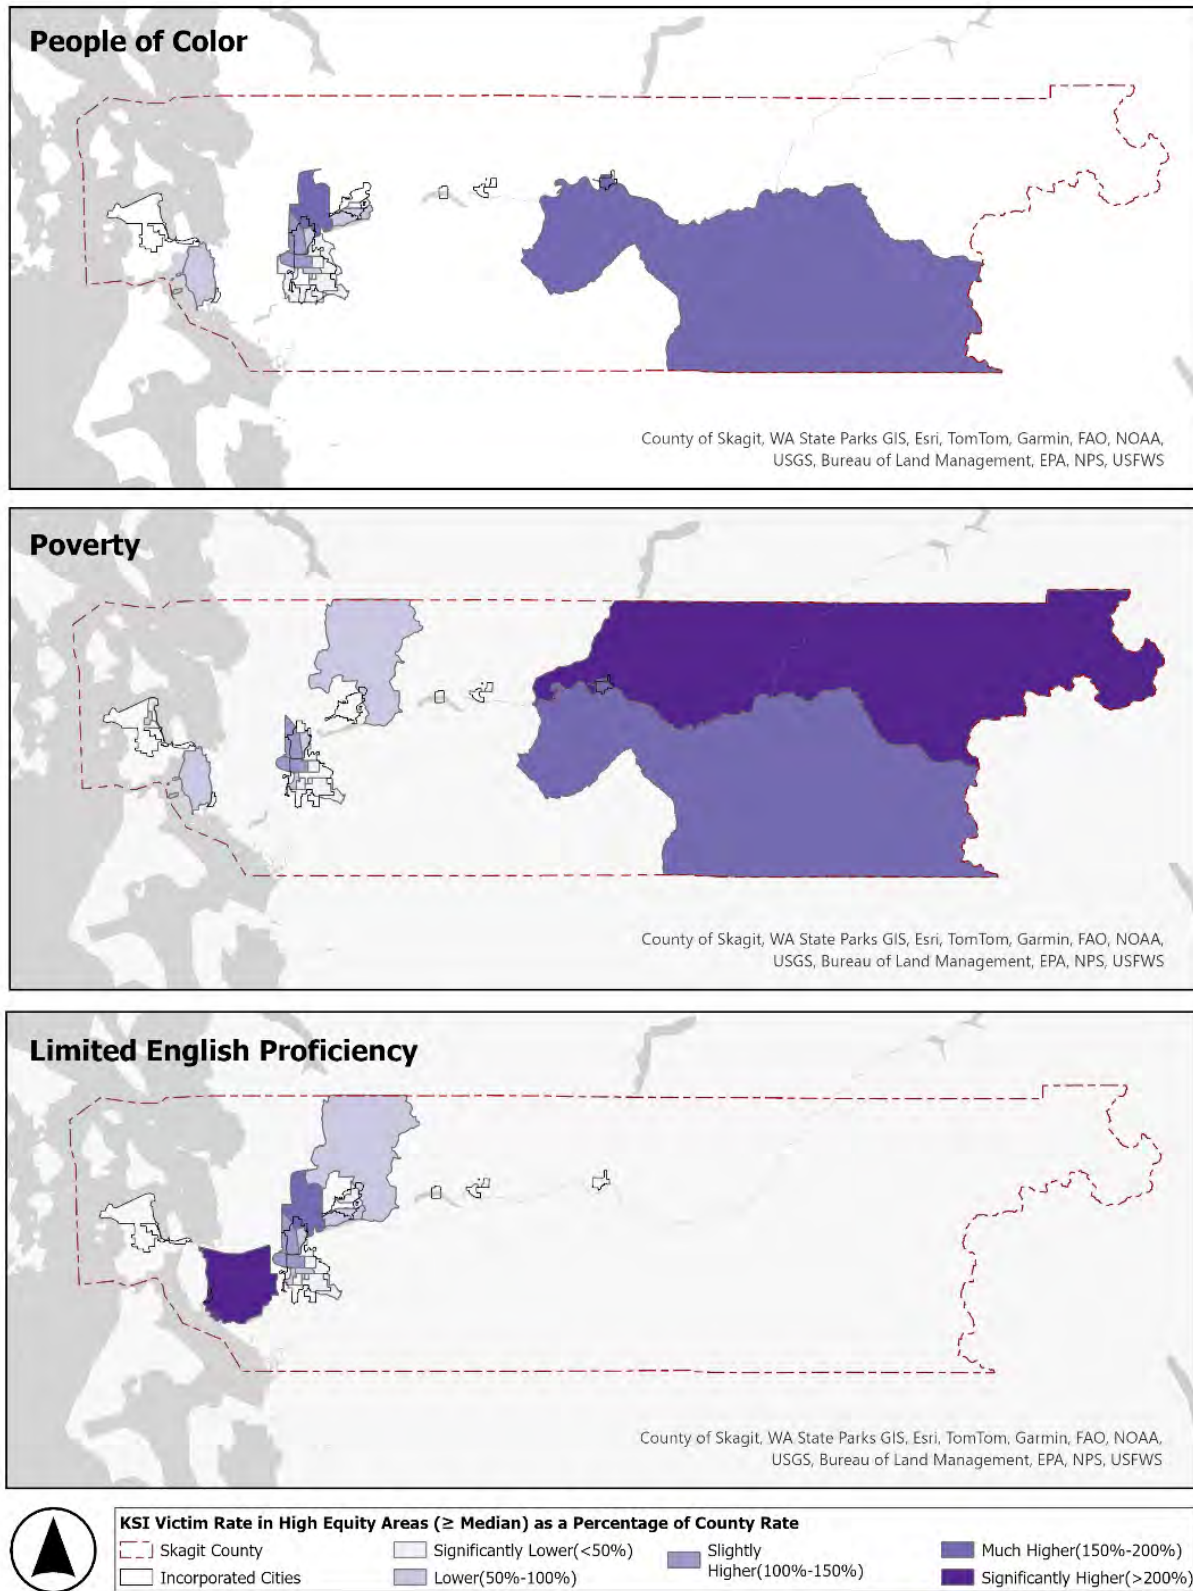 People of Color
County of Skagit, WA State Parks GIS, Esri, TomTom, Garmin, FAO, NOAA,
USGS, Bureau of Land Management, EPA, NPS, USFWS
Poverty
County of Skagit, WA State Parks GIS, Esri, TomTom, Garmin, FAO, NOAA,
USGS, Bureau of Land Management, EPA, NPS, USFWS
Limited English Proficiency
County of Skagit, WA State Parks GIS, Esri, TomTom, Garmin, FAO, NOAA,
USGS, Bureau of Land Management, EPA, NPS, USFWS
KSI Victim Rate in High Equity Areas (≥ Median) as a Percentage of County Rate
Skagit County
Incorporated Cities
Significantly Lower(<50%)
Lower(50%-100%)
Slightly
Higher(100%-150%)
Much Higher(150%-200%)
Significantly Higher(>200%)